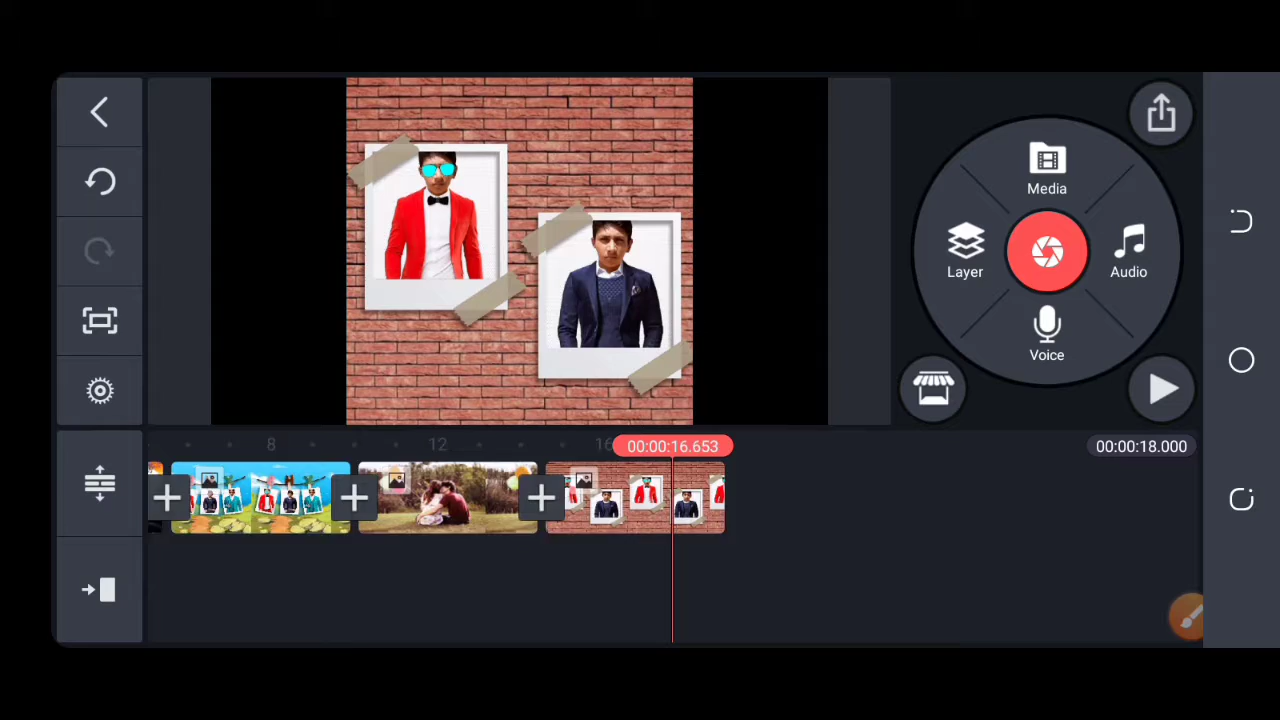 Media
Layer
Audio
Voice
8
12
16
00:00:16.653
00:00:18.000